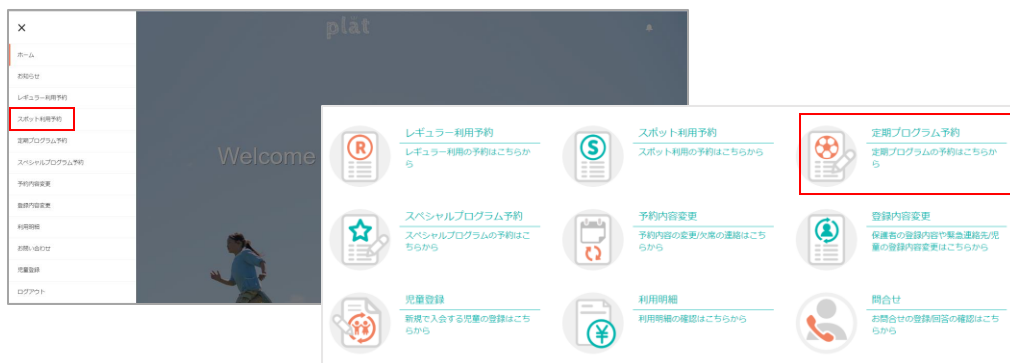 ×
plat
ホーム
お知らせ
レギュラー利用予約
スポット利用予約
定期プログラム予約
スペシャルプログラム予約
予約内容変更
登録内容変更
利用明細
お問い合わせ
児童登録
ログアウト
Welcome
レギュラー利用予約
レギュラー利用の予約はこちらか
ら
スポット利用予約
スポット利用の予約はこちらから
定期プログラム予約
定期プログラムの予約はこちらか
ら
スペシャルプログラム予約
スペシャルプログラムの予約はこ
ちらから
予約内容変更
予約内容の変更/欠席の連絡はこち
らから
登録内容変更
保護者の登録内容や緊急連絡先/児
童の登録内容変更はこちらから
児童登録
新規で入会する児童の登録はこち
らから
利用明細
利用明細の確認はこちらから
問合せ
お問合せの登録/回答の確認はこち
らから